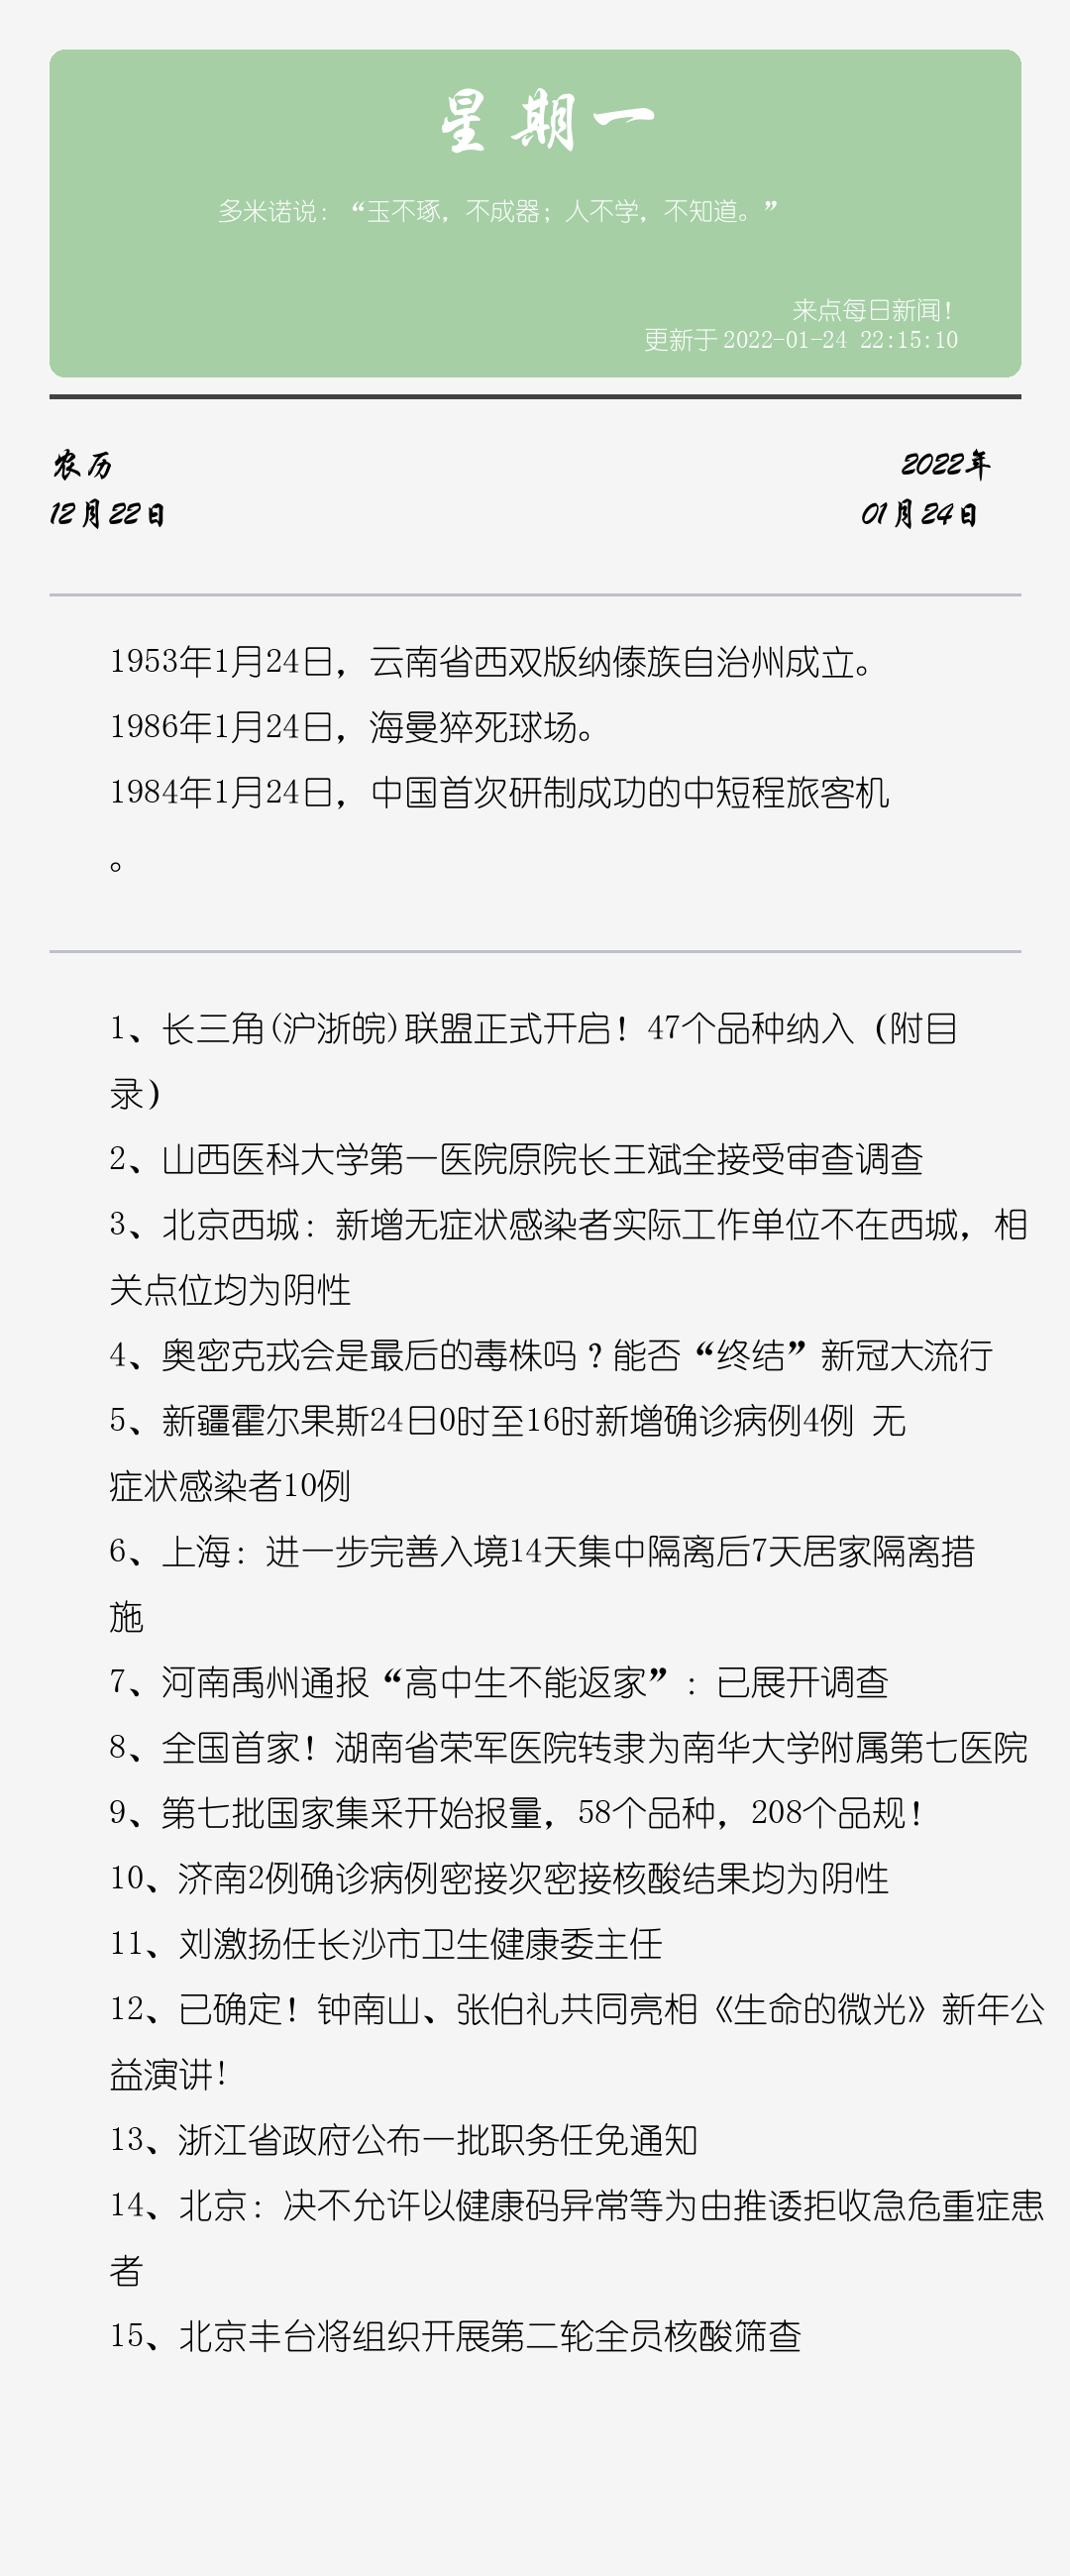 星期一
多米诺说：“玉不琢，不成器；人不学，不知道。”
来点每日新闻！
更新于2022-01-24 22:15:10
农历
2022年
12月22日
01月24日
1953年1月24日，云南省西双版纳傣族自治州成立。
1986年1月24日，海曼猝死球场。
1984年1月24日，中国首次研制成功的中短程旅客机
。
1、长三角(沪浙皖)联盟正式开启！47个品种纳入（附目
录）
2、山西医科大学第一医院原院长王斌全接受审查调查
3、北京西城：新增无症状感染者实际工作单位不在西城，相
关点位均为阴性
4、奥密克戎会是最后的毒株吗？能否“终结”新冠大流行
5、新疆霍尔果斯24日0时至16时新增确诊病例4例 无
症状感染者10例
6、上海：进一步完善入境14天集中隔离后7天居家隔离措
施
7、河南禹州通报“高中生不能返家”：已展开调查
8、全国首家！湖南省荣军医院转隶为南华大学附属第七医院
9、第七批国家集采开始报量，58个品种，208个品规！
10、济南2例确诊病例密接次密接核酸结果均为阴性
11、刘激扬任长沙市卫生健康委主任
12、已确定！钟南山、张伯礼共同亮相《生命的微光》新年公
益演讲！
13、浙江省政府公布一批职务任免通知
14、北京：决不允许以健康码异常等为由推诿拒收急危重症患
者
15、北京丰台将组织开展第二轮全员核酸筛查